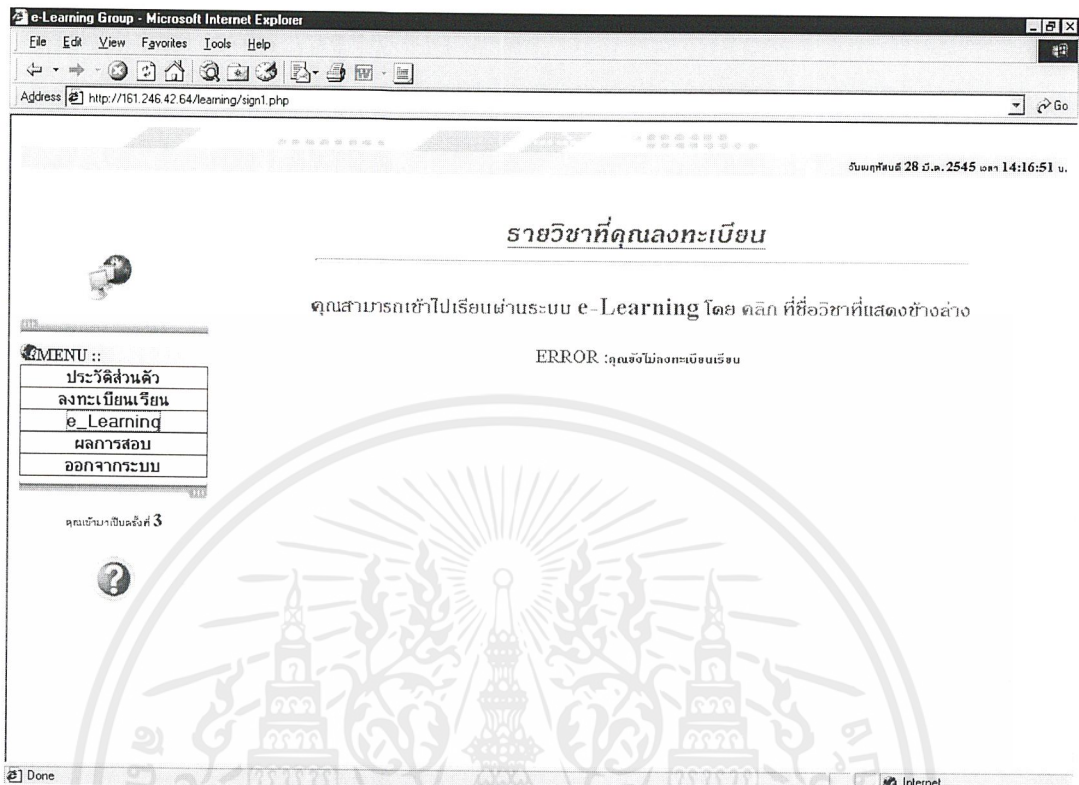 e-Learning Group - Microsoft Internet Explorer
File Edit View Favorites Tools Help
Address http://161.246.42.64/learning/sign1.php Go
วันพฤหัสบดี 28 มี.ค. 2545 เวลา 14:16:51 น.
รายวิชาที่คุณลงทะเบียน
คุณสามารถเข้าไปเรียนผ่านระบบ e-Learning โดย คลิก ที่ชื่อวิชาที่แสดงข้างล่าง
ERROR :คุณยังไม่ลงทะเบียนเรียน
MENU ::
ประวัติส่วนตัว
ลงทะเบียนเรียน
e_Learning
ผลการสอบ
ออกจากระบบ
คุณเข้ามาเป็นครั้งที่ 3
Done
Internet